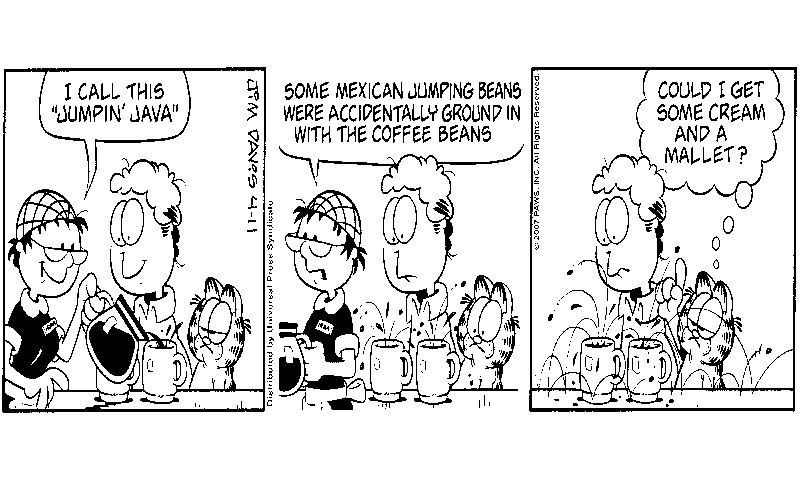 I CALL THIS
"JUMPIN' JAVA"
JIM DAVIS 4-11
SOME MEXICAN JUMPING BEANS
WERE ACCIDENTALLY GROUND IN
WITH THE COFFEE BEANS
Distributed by Universal Press Syndicate
© 2007 PAWS, INC. All Rights Reserved.
COULD I GET
SOME CREAM
AND A
MALLET?